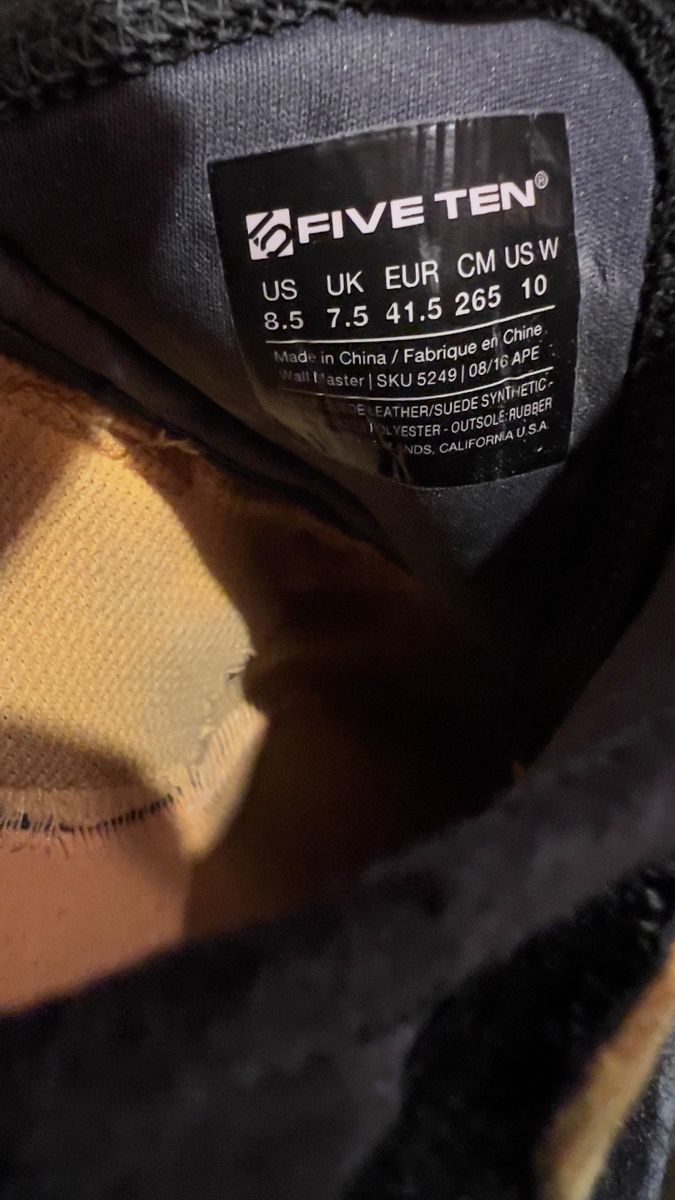 FIVE TEN®
US UK EUR CM US W
8.5 7.5 41.5 265 10
Made in China / Fabrique en Chine
Wall Master | SKU 5249 | 08/16 APE
LEATHER/SUEDE SYNTHETIC-
POLYESTER - OUTSOLE:RUBBER
CALIFORNIA U.S.A.